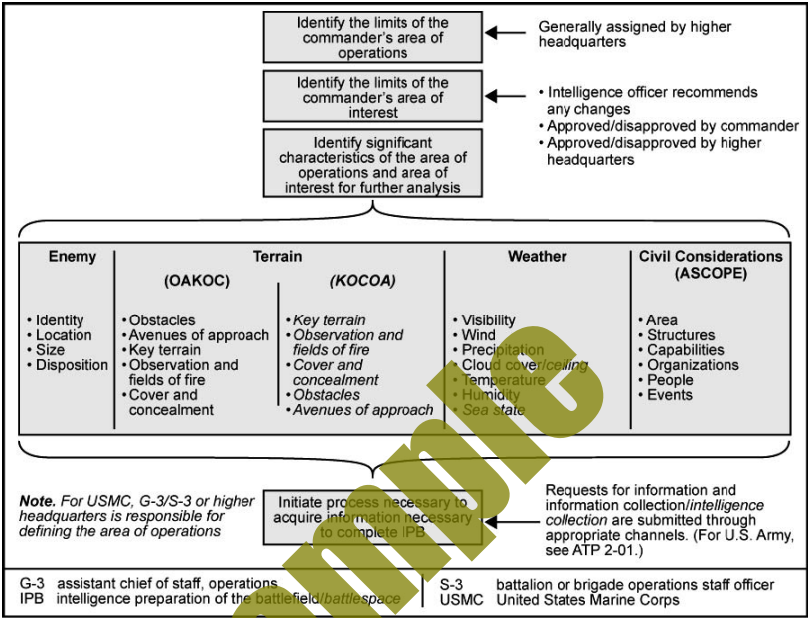 Identify the limits of the
commander's area of
operations
Generally assigned by higher
headquarters
Identify the limits of the
commander's area of
interest
• Intelligence officer recommends
any changes
• Approved/disapproved by commander
• Approved/disapproved by higher
headquarters
Identify significant
characteristics of the area of
operations and area of
interest for further analysis
Enemy
• Identity
• Location
• Size
• Disposition
Terrain
(OAKOC)
• Obstacles
• Avenues of approach
• Key terrain
• Observation and
fields of fire
• Cover and
concealment
(KOCOA)
• Key terrain
• Observation and
fields of fire
• Cover and
concealment
• Obstacles
• Avenues of approach
Weather
• Visibility
• Wind
• Precipitation
• Cloud cover/ceiling
• Temperature
• Humidity
• Sea state
Civil Considerations
(ASCOPE)
• Area
• Structures
• Capabilities
• Organizations
• People
• Events
Note. For USMC, G-3/S-3 or higher
headquarters is responsible for
defining the area of operations
Initiate process necessary to
acquire information necessary
to complete IPB
Requests for information and
information collection/intelligence
collection are submitted through
appropriate channels. (For U.S. Army,
see ATP 2-01.)
G-3 assistant chief of staff, operations
IPB intelligence preparation of the battlefield/battlespace
S-3 battalion or brigade operations staff officer
USMC United States Marine Corps
ample